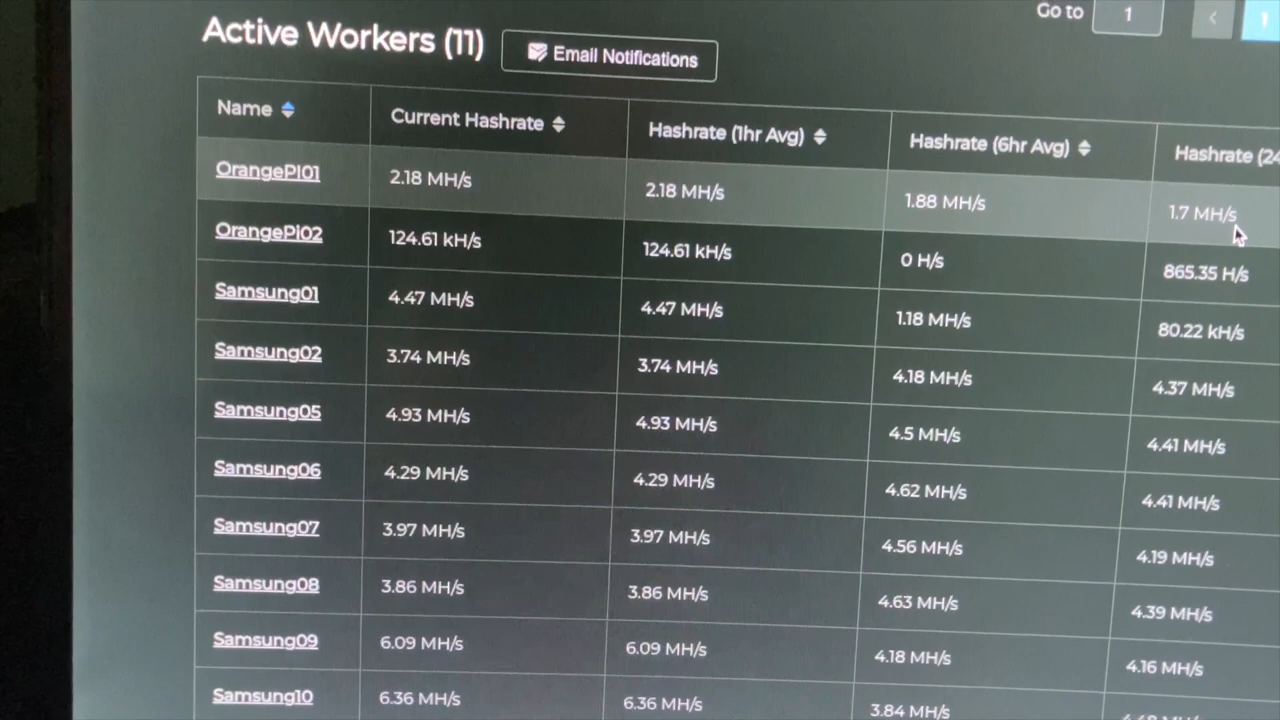 Go to 1 < 1
Active Workers (11) Email Notifications
Name Current Hashrate Hashrate (1hr Avg) Hashrate (6hr Avg) Hashrate (24
OrangePI01 2.18 MH/s 2.18 MH/s 1.88 MH/s 1.7 MH/s
OrangePi02 124.61 kH/s 124.61 kH/s 0 H/s 865.35 H/s
Samsung01 4.47 MH/s 4.47 MH/s 1.18 MH/s 80.22 kH/s
Samsung02 3.74 MH/s 3.74 MH/s 4.18 MH/s 4.37 MH/s
Samsung05 4.93 MH/s 4.93 MH/s 4.5 MH/s 4.41 MH/s
Samsung06 4.29 MH/s 4.29 MH/s 4.62 MH/s 4.41 MH/s
Samsung07 3.97 MH/s 3.97 MH/s 4.56 MH/s 4.19 MH/s
Samsung08 3.86 MH/s 3.86 MH/s 4.63 MH/s 4.39 MH/s
Samsung09 6.09 MH/s 6.09 MH/s 4.18 MH/s 4.16 MH/s
Samsung10 6.36 MH/s 6.36 MH/s 3.84 MH/s